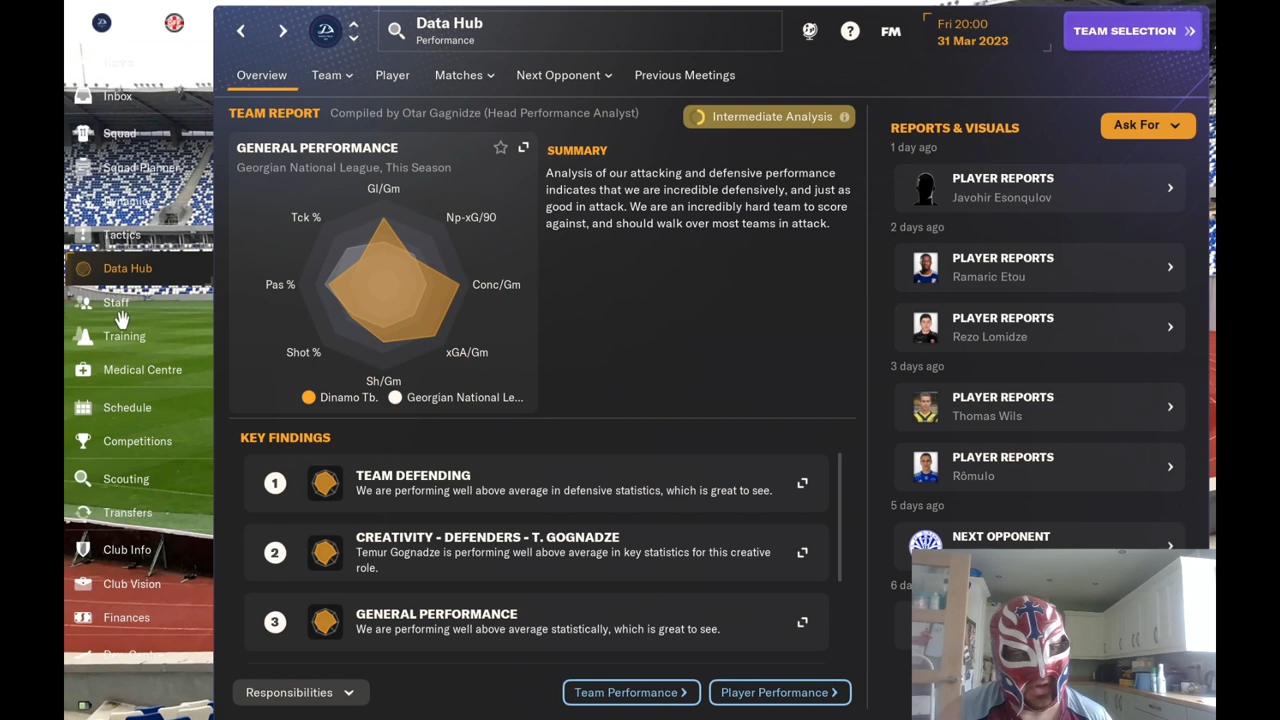 Data Hub
Performance
FM
Fri 20:00
31 Mar 2023
TEAM SELECTION
Inbox
Squad
Squad Planner
Dynamics
Tactics
Data Hub
Staff
Training
Medical Centre
Schedule
Competitions
Scouting
Transfers
Club Info
Club Vision
Finances
Overview
Team
Player
Matches
Next Opponent
Previous Meetings
TEAM REPORT Compiled by Otar Gagnidze (Head Performance Analyst)
Intermediate Analysis
GENERAL PERFORMANCE
Georgian National League, This Season
Gl/Gm
Tck %
Np-xG/90
Pas %
Conc/Gm
Shot %
xGA/Gm
Sh/Gm
Dinamo Tb.
Georgian National Le...
SUMMARY
Analysis of our attacking and defensive performance
indicates that we are incredible defensively, and just as
good in attack. We are an incredibly hard team to score
against, and should walk over most teams in attack.
KEY FINDINGS
1
TEAM DEFENDING
We are performing well above average in defensive statistics, which is great to see.
2
CREATIVITY - DEFENDERS - T. GOGNADZE
Temur Gognadze is performing well above average in key statistics for this creative
role.
3
GENERAL PERFORMANCE
We are performing well above average statistically, which is great to see.
Responsibilities
Team Performance
Player Performance
REPORTS & VISUALS
Ask For
1 day ago
PLAYER REPORTS
Javohir Esonqulov
2 days ago
PLAYER REPORTS
Ramaric Etou
PLAYER REPORTS
Rezo Lomidze
3 days ago
PLAYER REPORTS
Thomas Wils
PLAYER REPORTS
Rômulo
5 days ago
NEXT OPPONENT
6 da